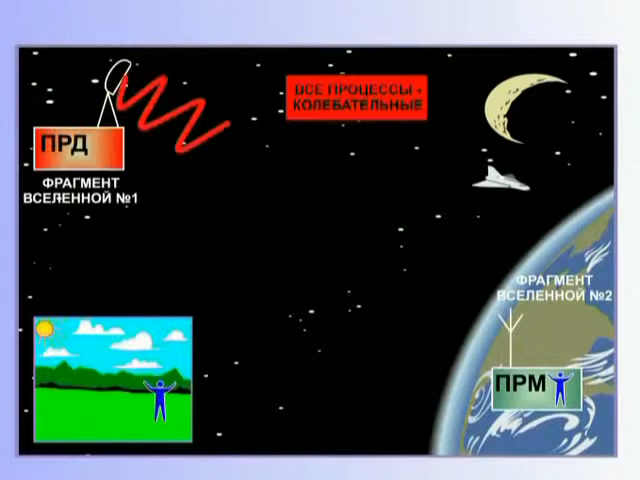 ВСЕ ПРОЦЕССЫ -
КОЛЕБАТЕЛЬНЫЕ
ПРД
ФРАГМЕНТ
ВСЕЛЕННОЙ №1
ФРАГМЕНТ
ВСЕЛЕННОЙ №2
ПРМ